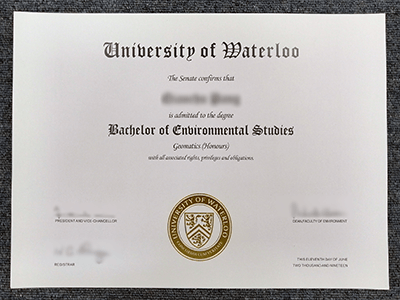 University of Waterloo
The Senate confirms that
is admitted to the degree
Bachelor of Environmental Studies
Geomatics (Honours)
with all associated rights, privileges and obligations.
PRESIDENT AND VICE-CHANCELLOR
DEAN, FACULTY OF ENVIRONMENT
UNIVERSITY OF WATERLOO
REGISTRAR
THIS ELEVENTH DAY OF JUNE
TWO THOUSAND AND NINETEEN